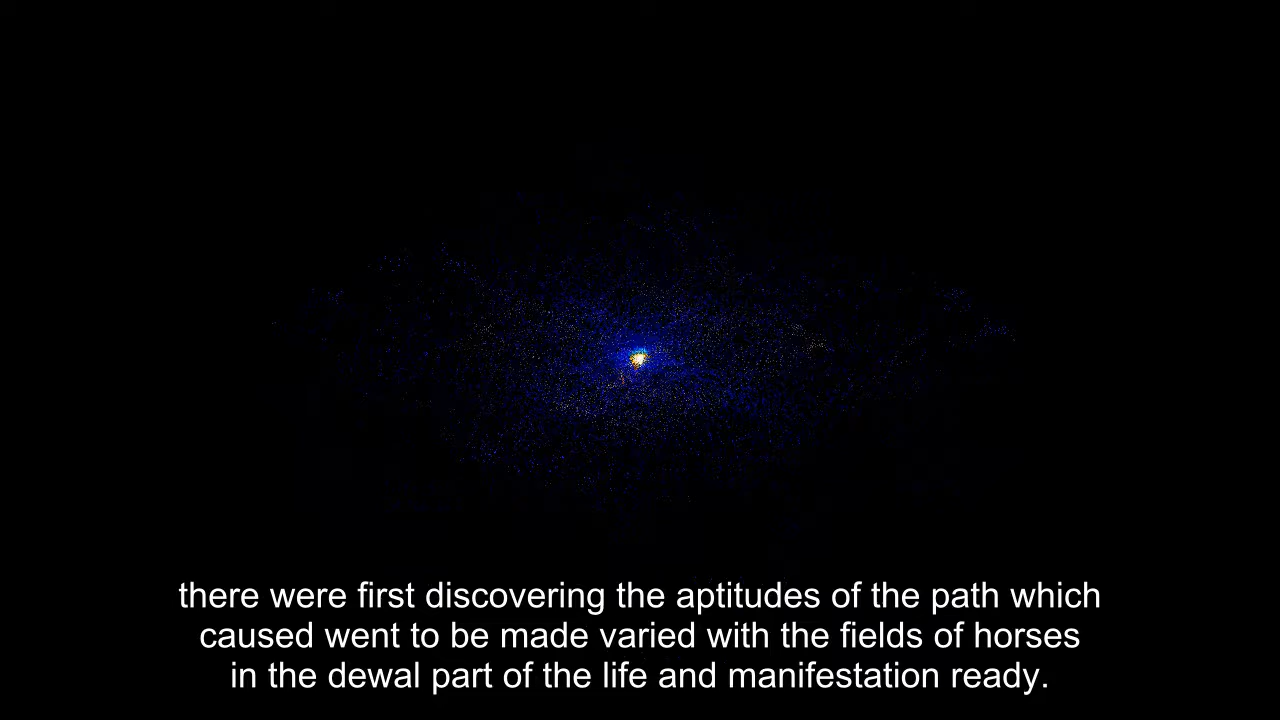 there were first discovering the aptitudes of the path which
caused went to be made varied with the fields of horses
in the dewal part of the life and manifestation ready.